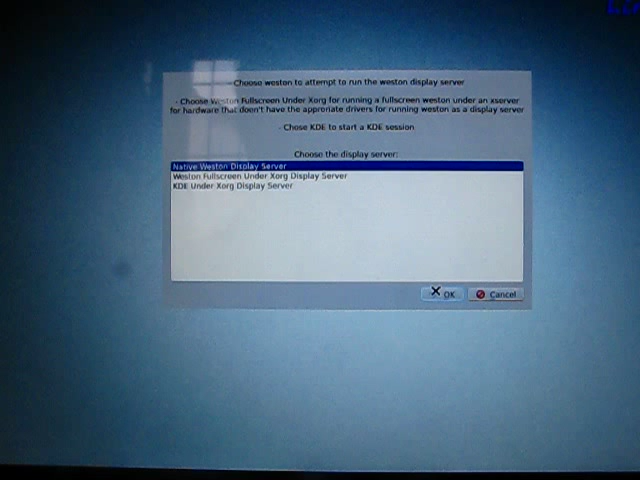 - Choose weston to attempt to run the weston display server
- Choose Weston Fullscreen Under Xorg for running a fullscreen weston under an xserver
for hardware that doen't have the approriate drivers for running weston as a display server
- Chose KDE to start a KDE session
Choose the display server:
Native Weston Display Server
Weston Fullscreen Under Xorg Display Server
KDE Under Xorg Display Server
OK
Cancel